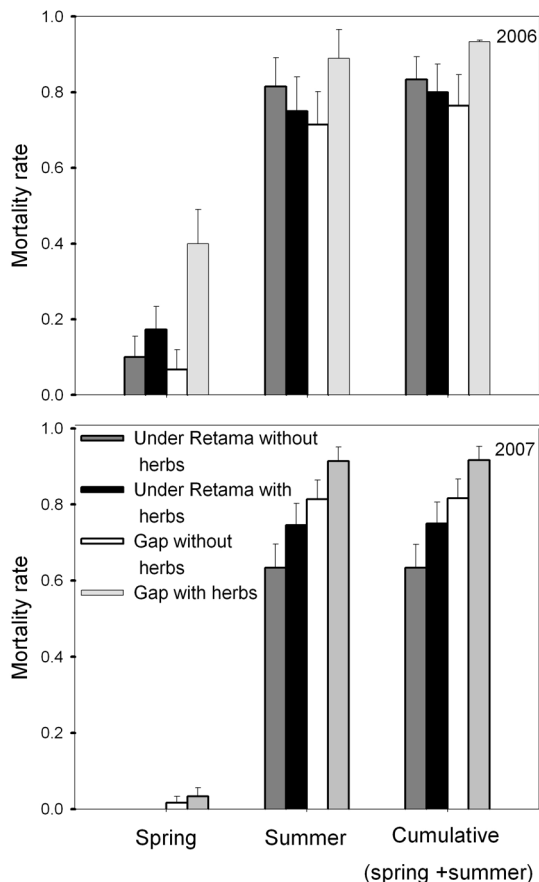 1.0
2006
0.8
0.6
0.4
0.2
0.0
Mortality rate
1.0
2007
0.8
0.6
0.4
0.2
0.0
Mortality rate
Under Retama without
herbs
Under Retama with
herbs
Gap without
herbs
Gap with herbs
Spring
Summer
Cumulative
(spring +summer)